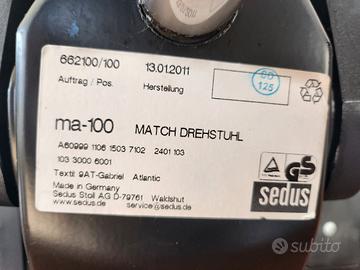 662100/100
13.01.2011
Auftrag / Pos.
Herstellung
60
125
ma-100 MATCH DREHSTUHL
A60999 1106 1503 7102 2401 103
103 3000 6001
Textil 9AT-Gabriel Atlantic
Made in Germany
Sedus Stoll AG D-79761 Waldshut
www.sedus.de service@sedus.de
GS
sedus
subito